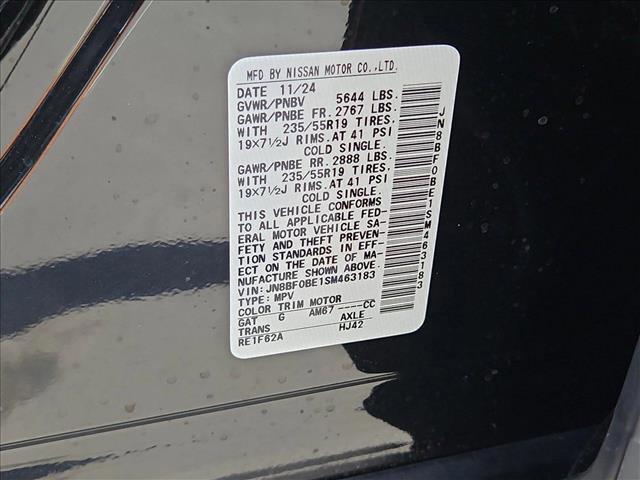 MFD BY NISSAN MOTOR CO.,LTD.
DATE 11/24
GVWR/PNBV 5644 LBS.
GAWR/PNBE FR. 2767 LBS.
WITH 235/55R19 TIRES,
19×7½J RIMS.AT 41 PSI
COLD SINGLE.
GAWR/PNBE RR. 2888 LBS.
WITH 235/55R19 TIRES,
19×7½J RIMS.AT 41 PSI
COLD SINGLE.
THIS VEHICLE CONFORMS
TO ALL APPLICABLE FED-
ERAL MOTOR VEHICLE SA-
FETY AND THEFT PREVEN-
TION STANDARDS IN EFF-
ECT ON THE DATE OF MA-
NUFACTURE SHOWN ABOVE.
VIN:JN8BF0BE1SM463183
TYPE:MPV
COLOR TRIM MOTOR
GAT G AM67 ----CC
TRANS AXLE
RE1F62A HJ42
JN8BF0BE1SM463183